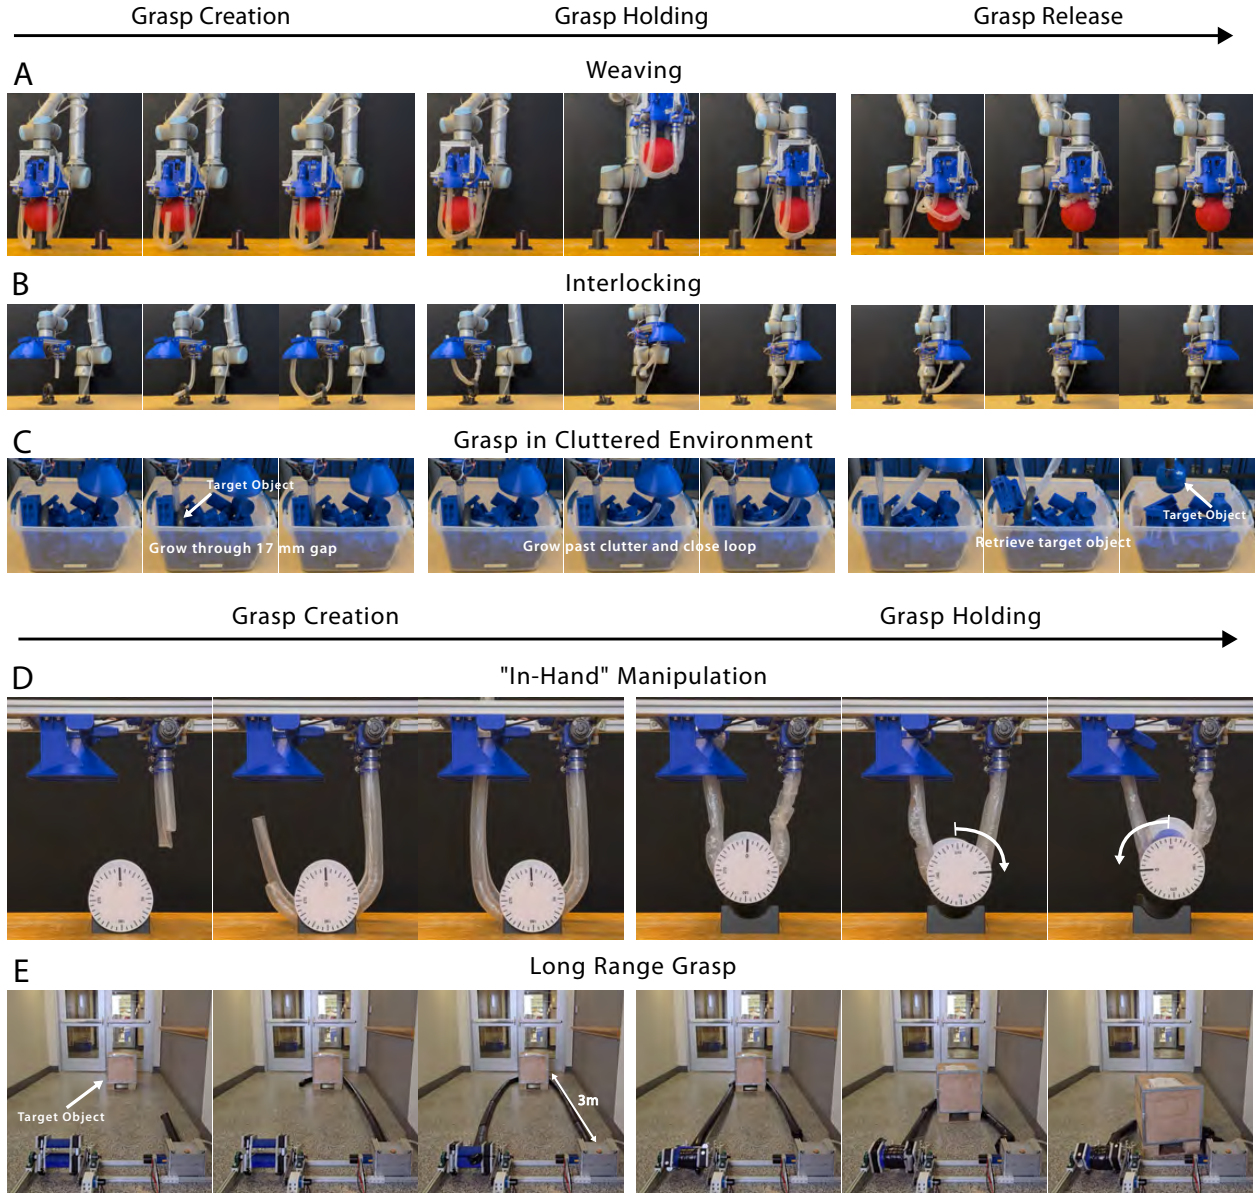 Grasp Creation
Grasp Holding
Grasp Release
A
Weaving
B
Interlocking
C
Grasp in Cluttered Environment
Target Object
Grow through 17 mm gap
Grow past clutter and close loop
Retrieve target object
Target Object
Grasp Creation
Grasp Holding
D
"In-Hand" Manipulation
E
Long Range Grasp
Target Object
3m